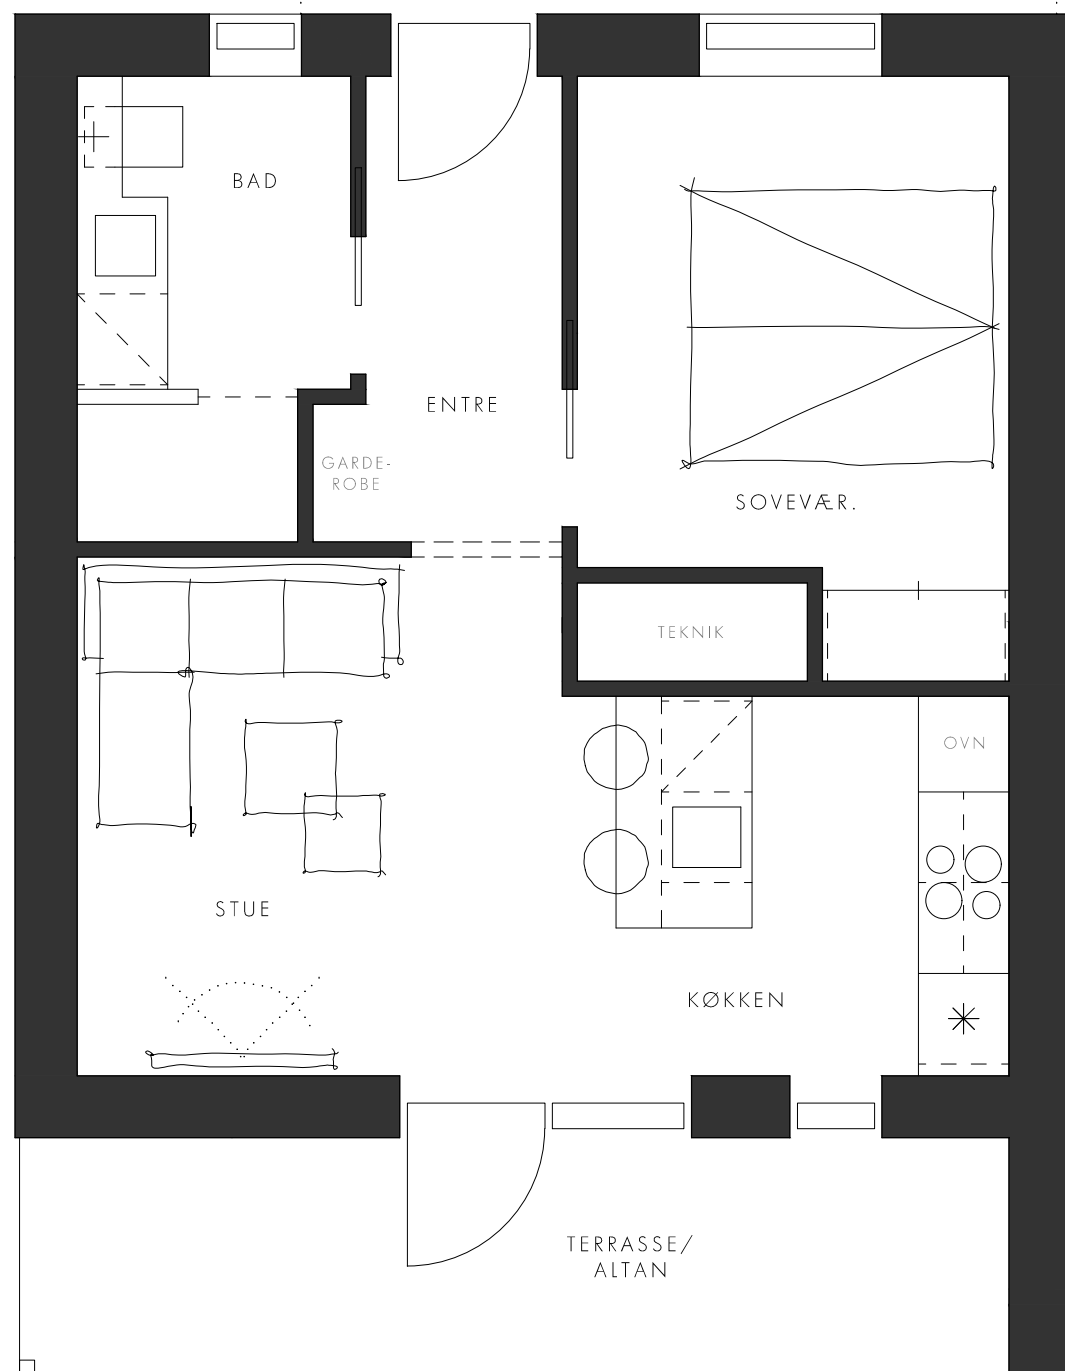 BAD
ENTRE
GARDE-
ROBE
SOVEVÆR.
TEKNIK
OVN
STUE
KØKKEN
TERRASSE/
ALTAN